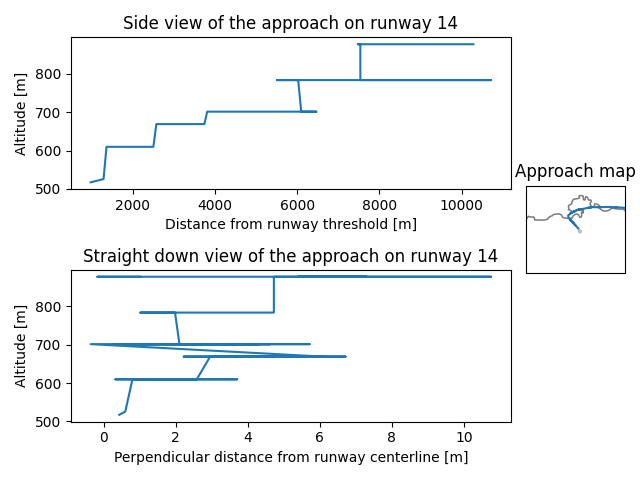 Side view of the approach on runway 14
Altitude [m]
800
700
600
500
2000
4000
6000
8000
10000
Distance from runway threshold [m]
Approach map
Straight down view of the approach on runway 14
Altitude [m]
800
700
600
500
0
2
4
6
8
10
Perpendicular distance from runway centerline [m]